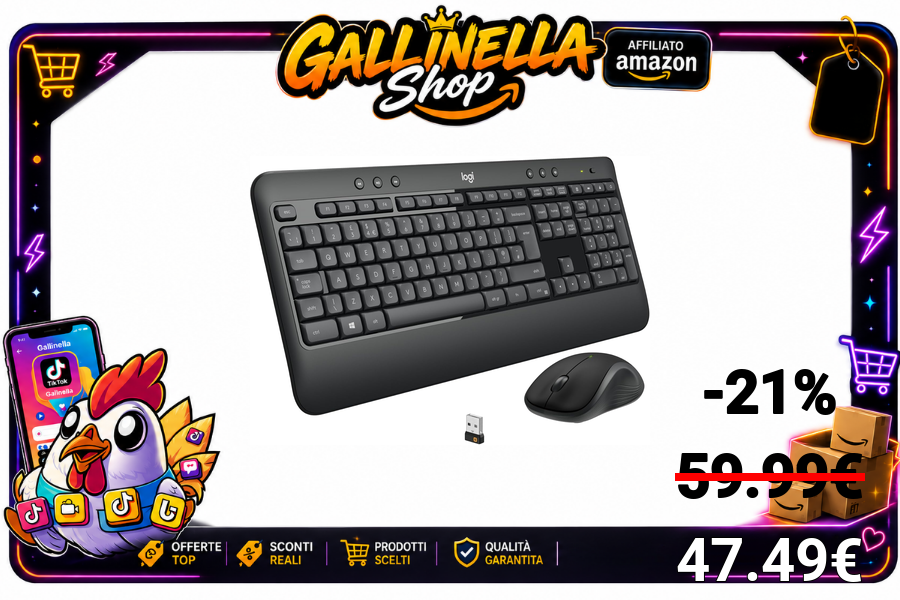 GALLINELLA
Shop
AFFILIATO
amazon
logi
Gallinella
TikTok
Gallinella
-21%
59.99€
47.49€
OFFERTE
TOP
SCONTI
REALI
PRODOTTI
SCELTI
QUALITÀ
GARANTITA